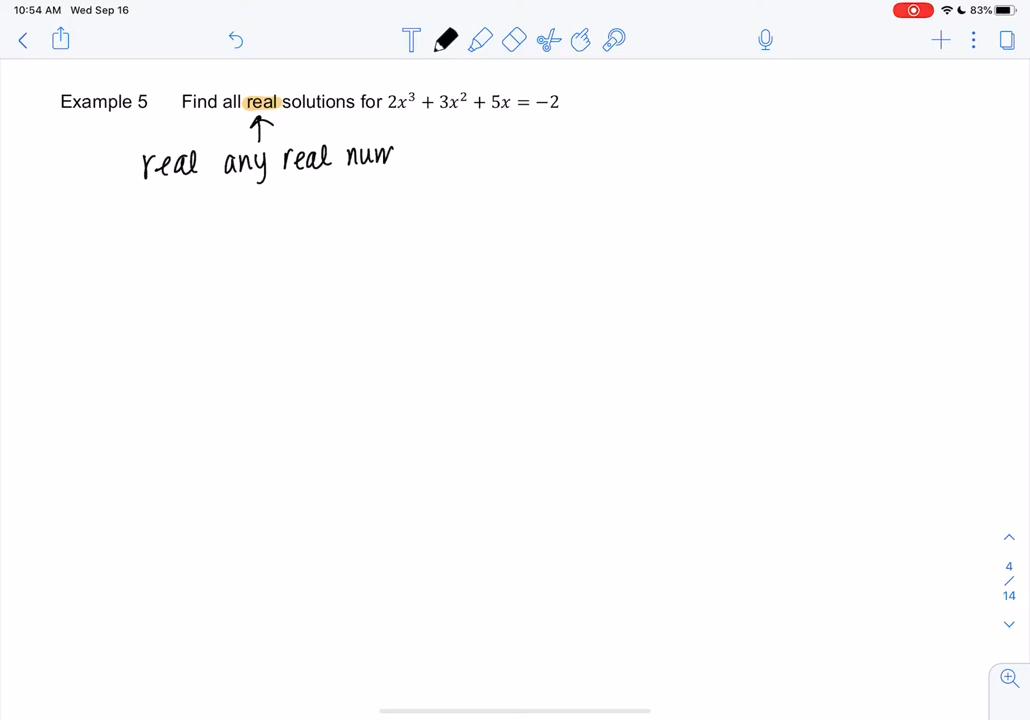 10:54 AM Wed Sep 16 83%
T
Example 5 Find all real solutions for 2x³ + 3x² + 5x = −2
real any real num
4
/
14